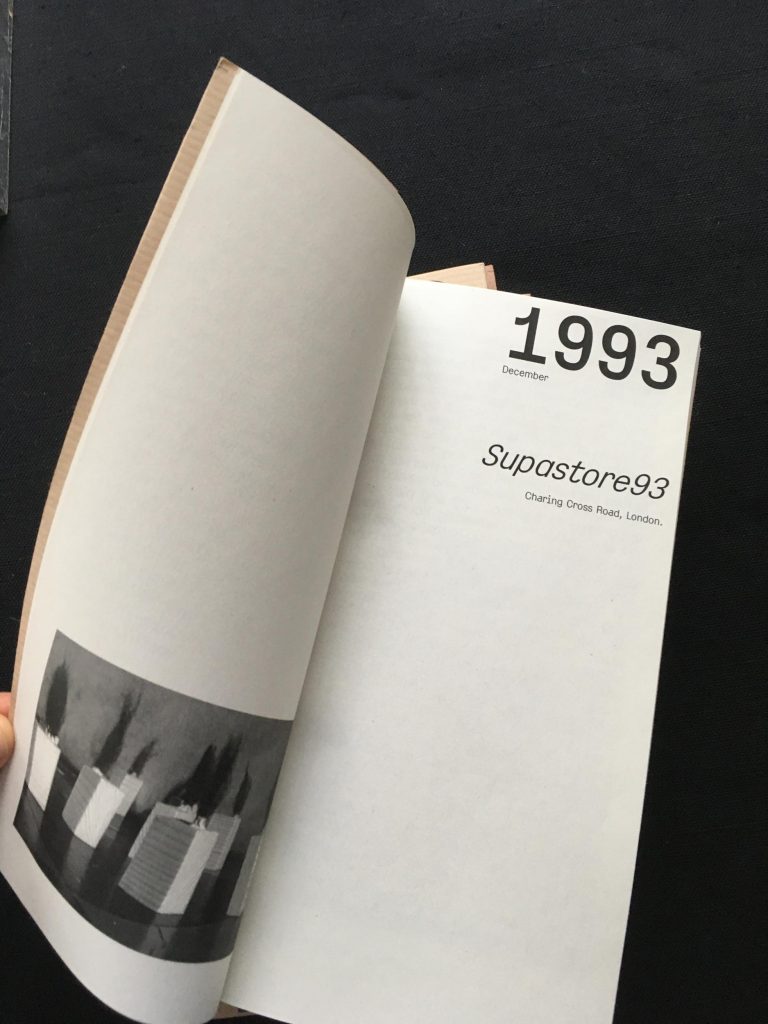 1993
December
Supastore93
Charing Cross Road, London.